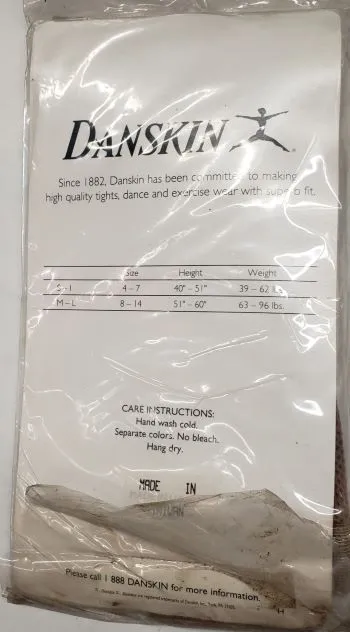 DANSKIN
Since 1882, Danskin has been committed to making
high quality tights, dance and exercise wear with superb fit.
Size Height Weight
4 – 7 40" – 51" 39 – 62
M – L 8 – 14 51" – 60" 63 – 96 lbs.
CARE INSTRUCTIONS:
Hand wash cold.
Separate colors. No bleach.
Hang dry.
MADE IN
TAIWAN
Please call 1 888 DANSKIN for more information.